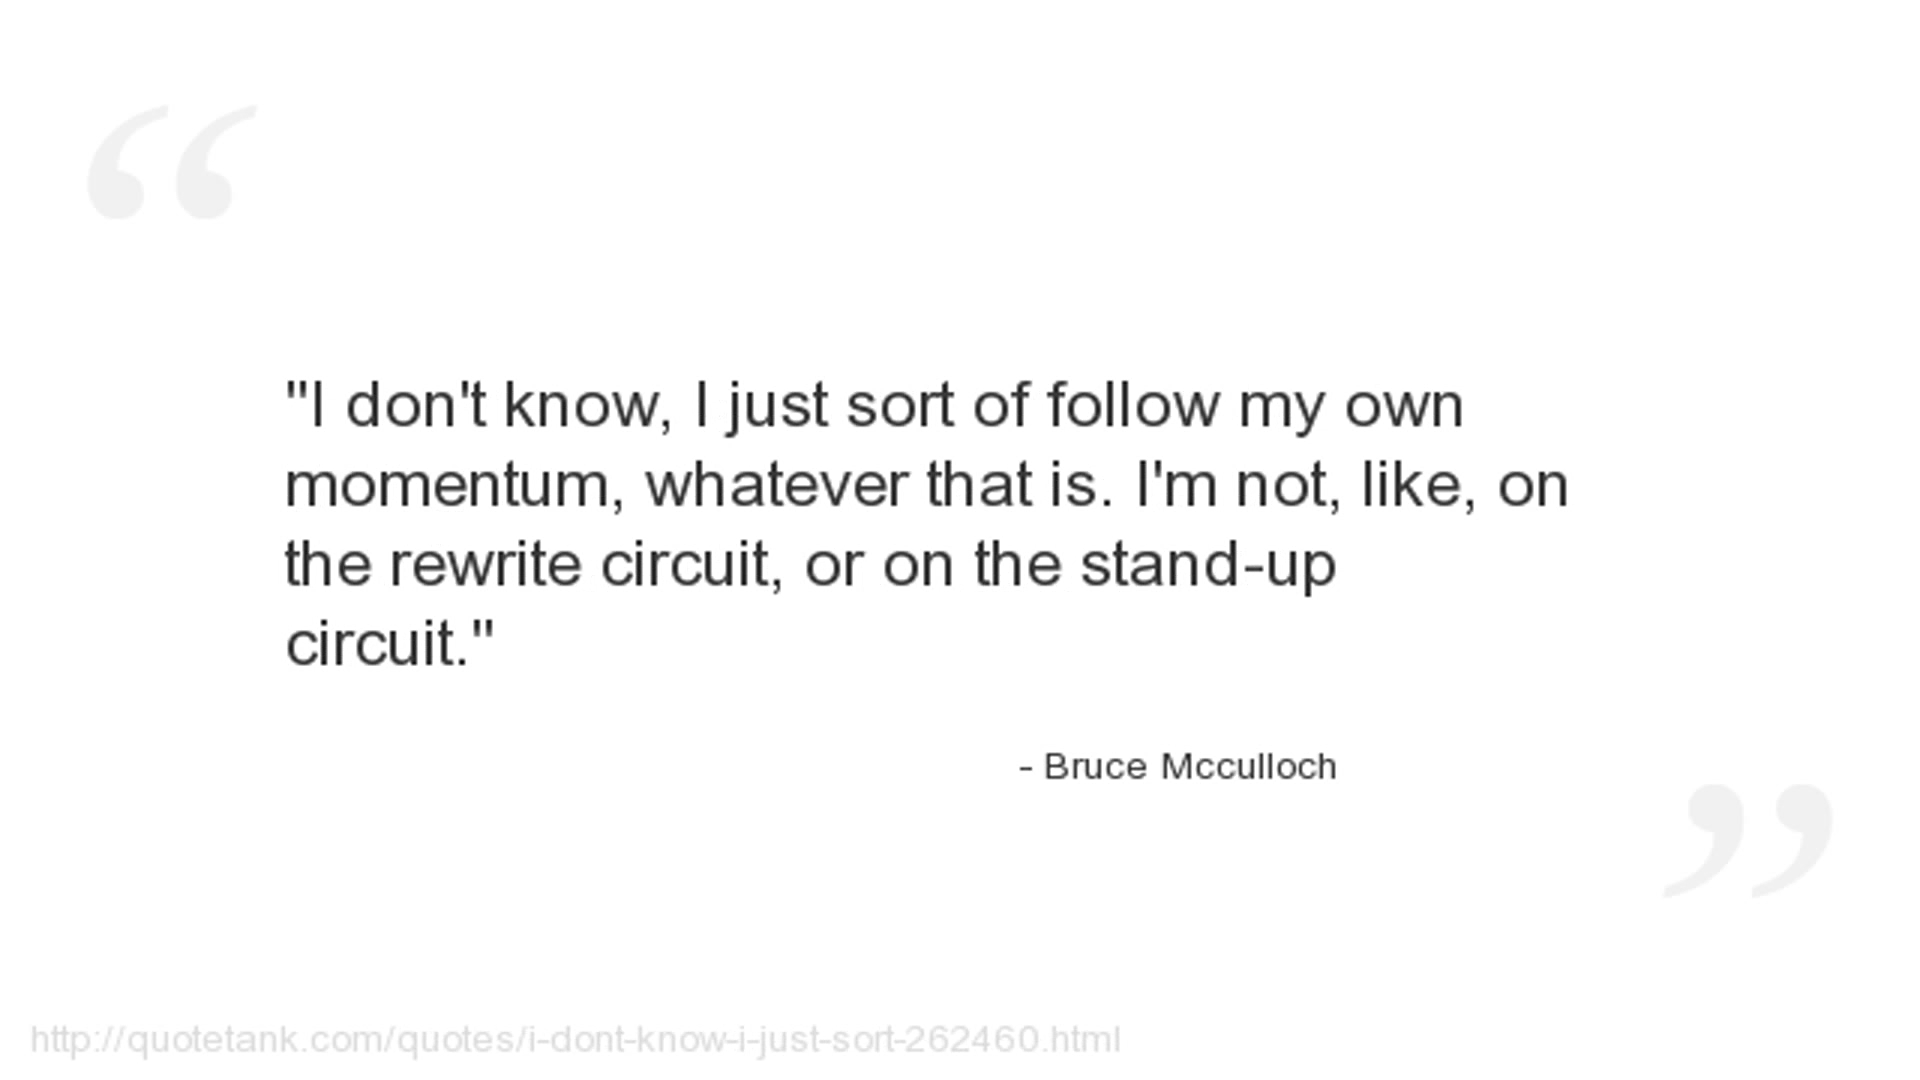 "I don't know, I just sort of follow my own
momentum, whatever that is. I'm not, like, on
the rewrite circuit, or on the stand-up
circuit."
- Bruce Mcculloch
http://quotetank.com/quotes/i-dont-know-i-just-sort-262460.html